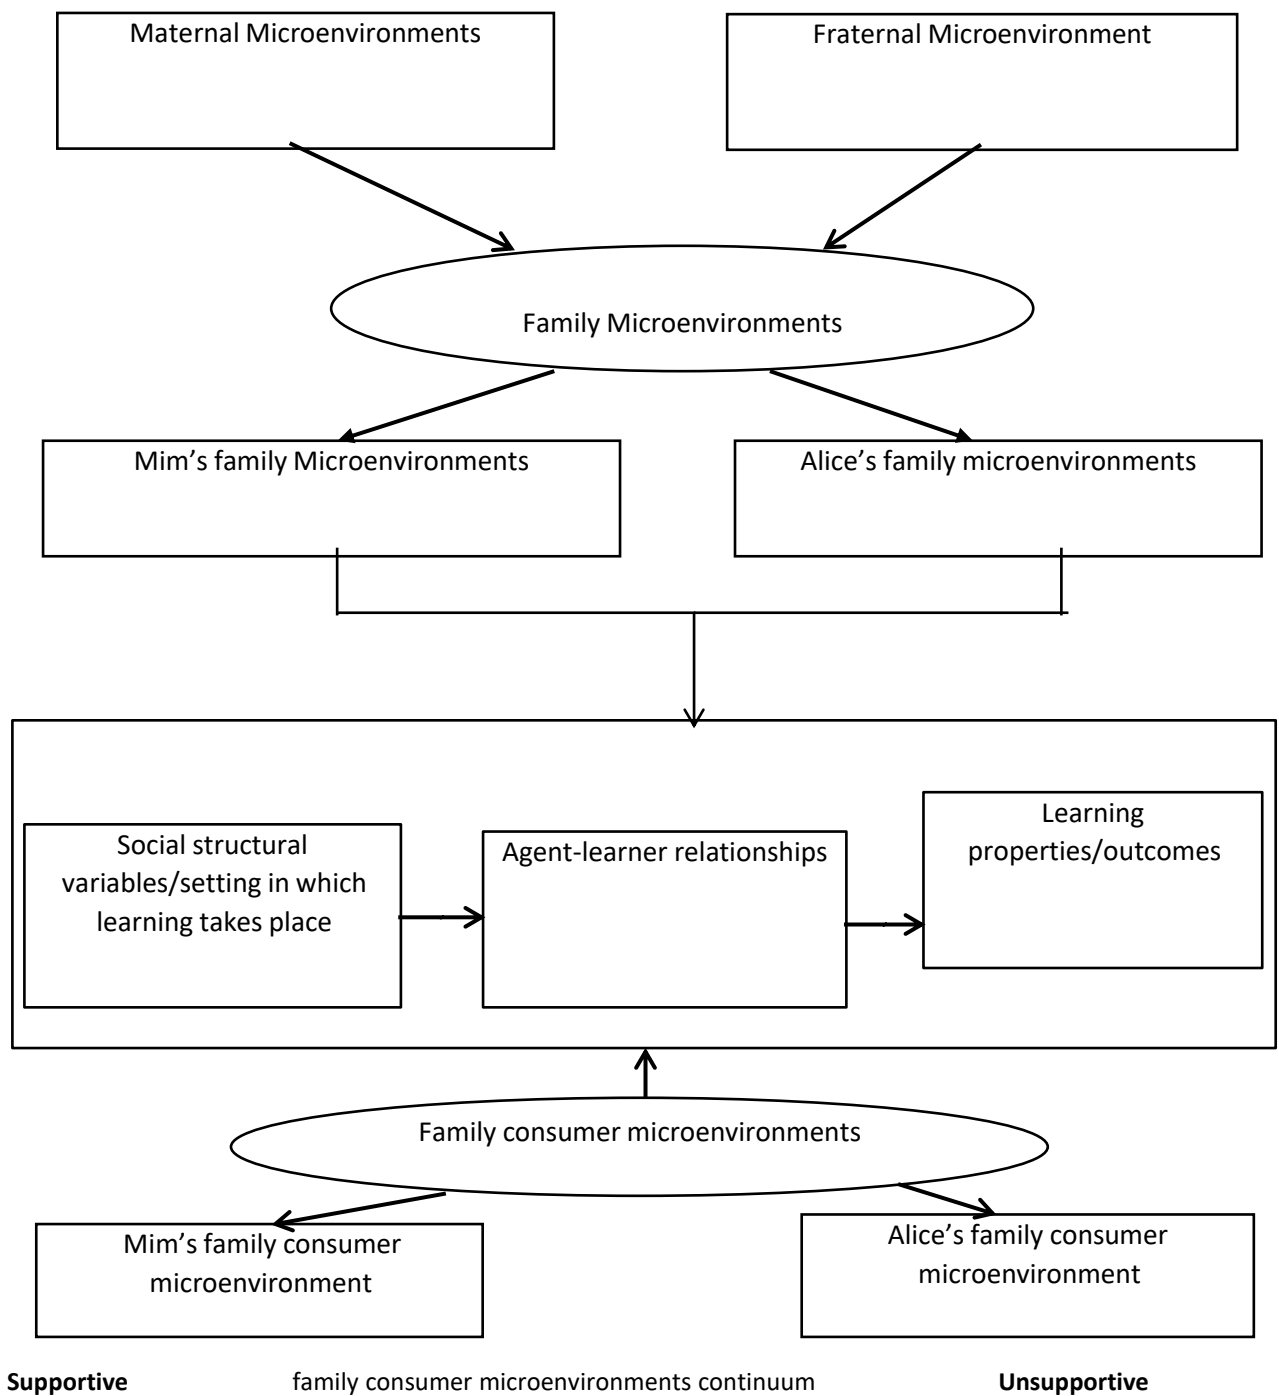 Maternal Microenvironments
Fraternal Microenvironment
Family Microenvironments
Mim’s family Microenvironments
Alice’s family microenvironments
Social structural
variables/setting in which
learning takes place
Agent-learner relationships
Learning
properties/outcomes
Family consumer microenvironments
Mim’s family consumer
microenvironment
Alice’s family consumer
microenvironment
Supportive family consumer microenvironments continuum Unsupportive